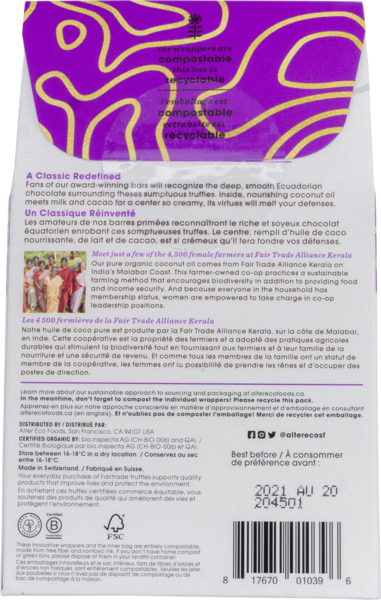 the wrappers are
compostable
this box is
recyclable
l'emballage est
compostable
cette boîte est
recyclable
A Classic Redefined
Fans of our award-winning bars will recognize the deep, smooth Ecuadorian
chocolate surrounding theses sumptuous truffles. Inside, nourishing coconut oil
meets milk and cacao for a center so creamy, its virtues will melt your defenses.
Un Classique Réinventé
Les amateurs de nos barres primées reconnaîtront le riche et soyeux chocolat
équatorien enrobant ces somptueuses truffes. Le centre, rempli d'huile de coco
nourrissante, de lait et de cacao, est si crémeux qu'il fera fondre vos défenses.
Meet just a few of the 4,500 female farmers at Fair Trade Alliance Kerala
Our pure organic coconut oil comes from Fair Trade Alliance Kerala on
India's Malabar Coast. This farmer-owned co-op practices a sustainable
farming method that encourages biodiversity in addition to providing food
and income security. And because everyone in the household has
membership status, women are empowered to take charge in co-op
leadership positions.
Les 4 500 fermières de la Fair Trade Alliance Kerala
Notre huile de coco pure est produite par la Fair Trade Alliance Kerala, sur la côte de Malabar,
en Inde. Cette coopérative est la propriété des fermiers et a adopté des pratiques agricoles
durables qui stimulent la biodiversité tout en fournissant aux fermiers et à leur famille de la
nourriture et une sécurité de revenu. Et comme tous les membres de la famille ont un statut de
membre de la coopérative, les femmes ont la possibilité de prendre les rênes et d'occuper des
postes de direction.
Learn more about our sustainable approach to sourcing and packaging at alterecofoods.ca.
In the meantime, don't forget to compost the individual wrappers! Please recycle this pack.
Apprenez-en plus sur notre approche consciente en matière d'approvisionnement et d'emballage en consultant
alterecofoods.ca (en anglais). Et n'oubliez pas de composter l'emballage! Merci de recycler cet emballage.
DISTRIBUTED BY / DISTRIBUÉ PAR:
Alter Eco Foods. San Francisco, CA 94107 USA
CERTIFIED ORGANIC BY: bio.inspecta AG (CH-BIO-006) and QAI. /
Certifié Biologique par bio.inspecta AG (CH-BIO-006) et QAI.
Store between 16-18°C in a dry location. / Conservez au sec
entre 16-18°C.
Made in Switzerland. / Fabriqué en Suisse.
Your everyday purchase of Fairtrade truffles supports quality
products that improve lives and protect the environment.
En achetant ces truffes certifiées commerce équitable, vous
soutenez des produits de qualité qui améliorent des vies et
protègent l'environnement.
@alterecosf
Best before / À consommer
de préférence avant :
2021 AU 20
204501
Certified
B
Corporation
FSC
These innovative wrappers and the inner bag are entirely compostable,
made from tree fiber and nontoxic ink. If you don't have home compost
or green bins, please dispose of them in your landfill container.
Ces emballages innovateurs et le sac intérieur, faits de fibres d'arbres et
d'encres non toxiques, sont entièrement compostables. Veuillez les jeter
aux poubelles si vous n'avez pas de dispositif de compostage ou de
bac de compostage à la maison.
8 17670 01039 6